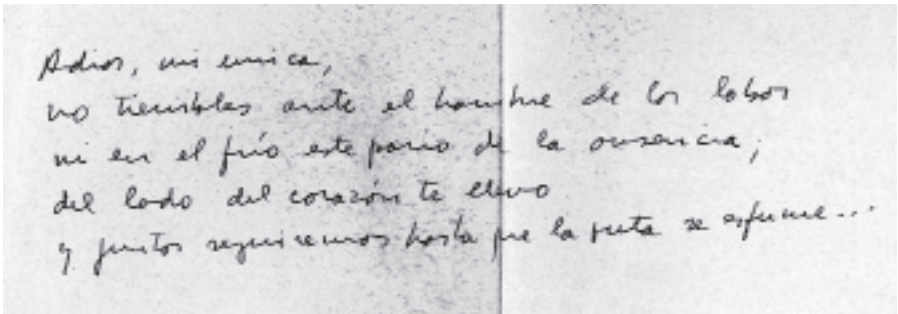 Adios, mi unica,
no tiembles ante el hambre de los lobos
ni en el frío estepario de la ausencia;
del lado del corazón te llevo
y juntos seguiremos hasta que la ruta se esfume...